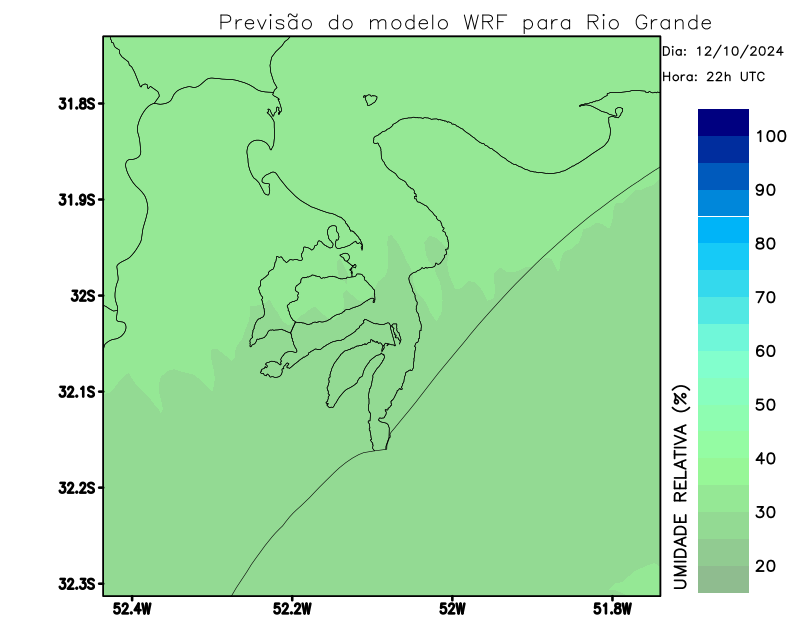 Previsão do modelo WRF para Rio Grande
Dia: 12/10/2024
Hora: 22h UTC
31.8S
31.9S
32S
32.1S
32.2S
32.3S
52.4W
52.2W
52W
51.8W
100
90
80
70
60
50
40
30
20
UMIDADE RELATIVA (%)